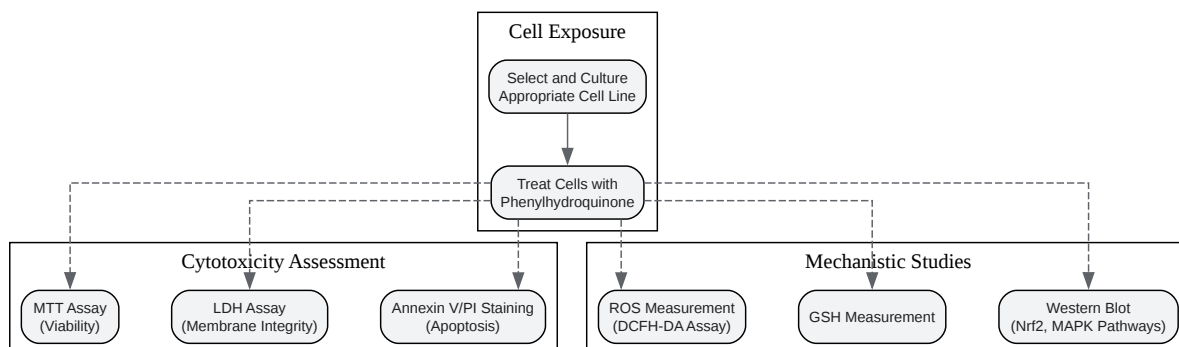 Cell Exposure
Select and Culture
Appropriate Cell Line
Treat Cells with
Phenylhydroquinone
Cytotoxicity Assessment
MTT Assay
(Viability)
LDH Assay
(Membrane Integrity)
Annexin V/PI Staining
(Apoptosis)
Mechanistic Studies
ROS Measurement
(DCFH-DA Assay)
GSH Measurement
Western Blot
(Nrf2, MAPK Pathways)